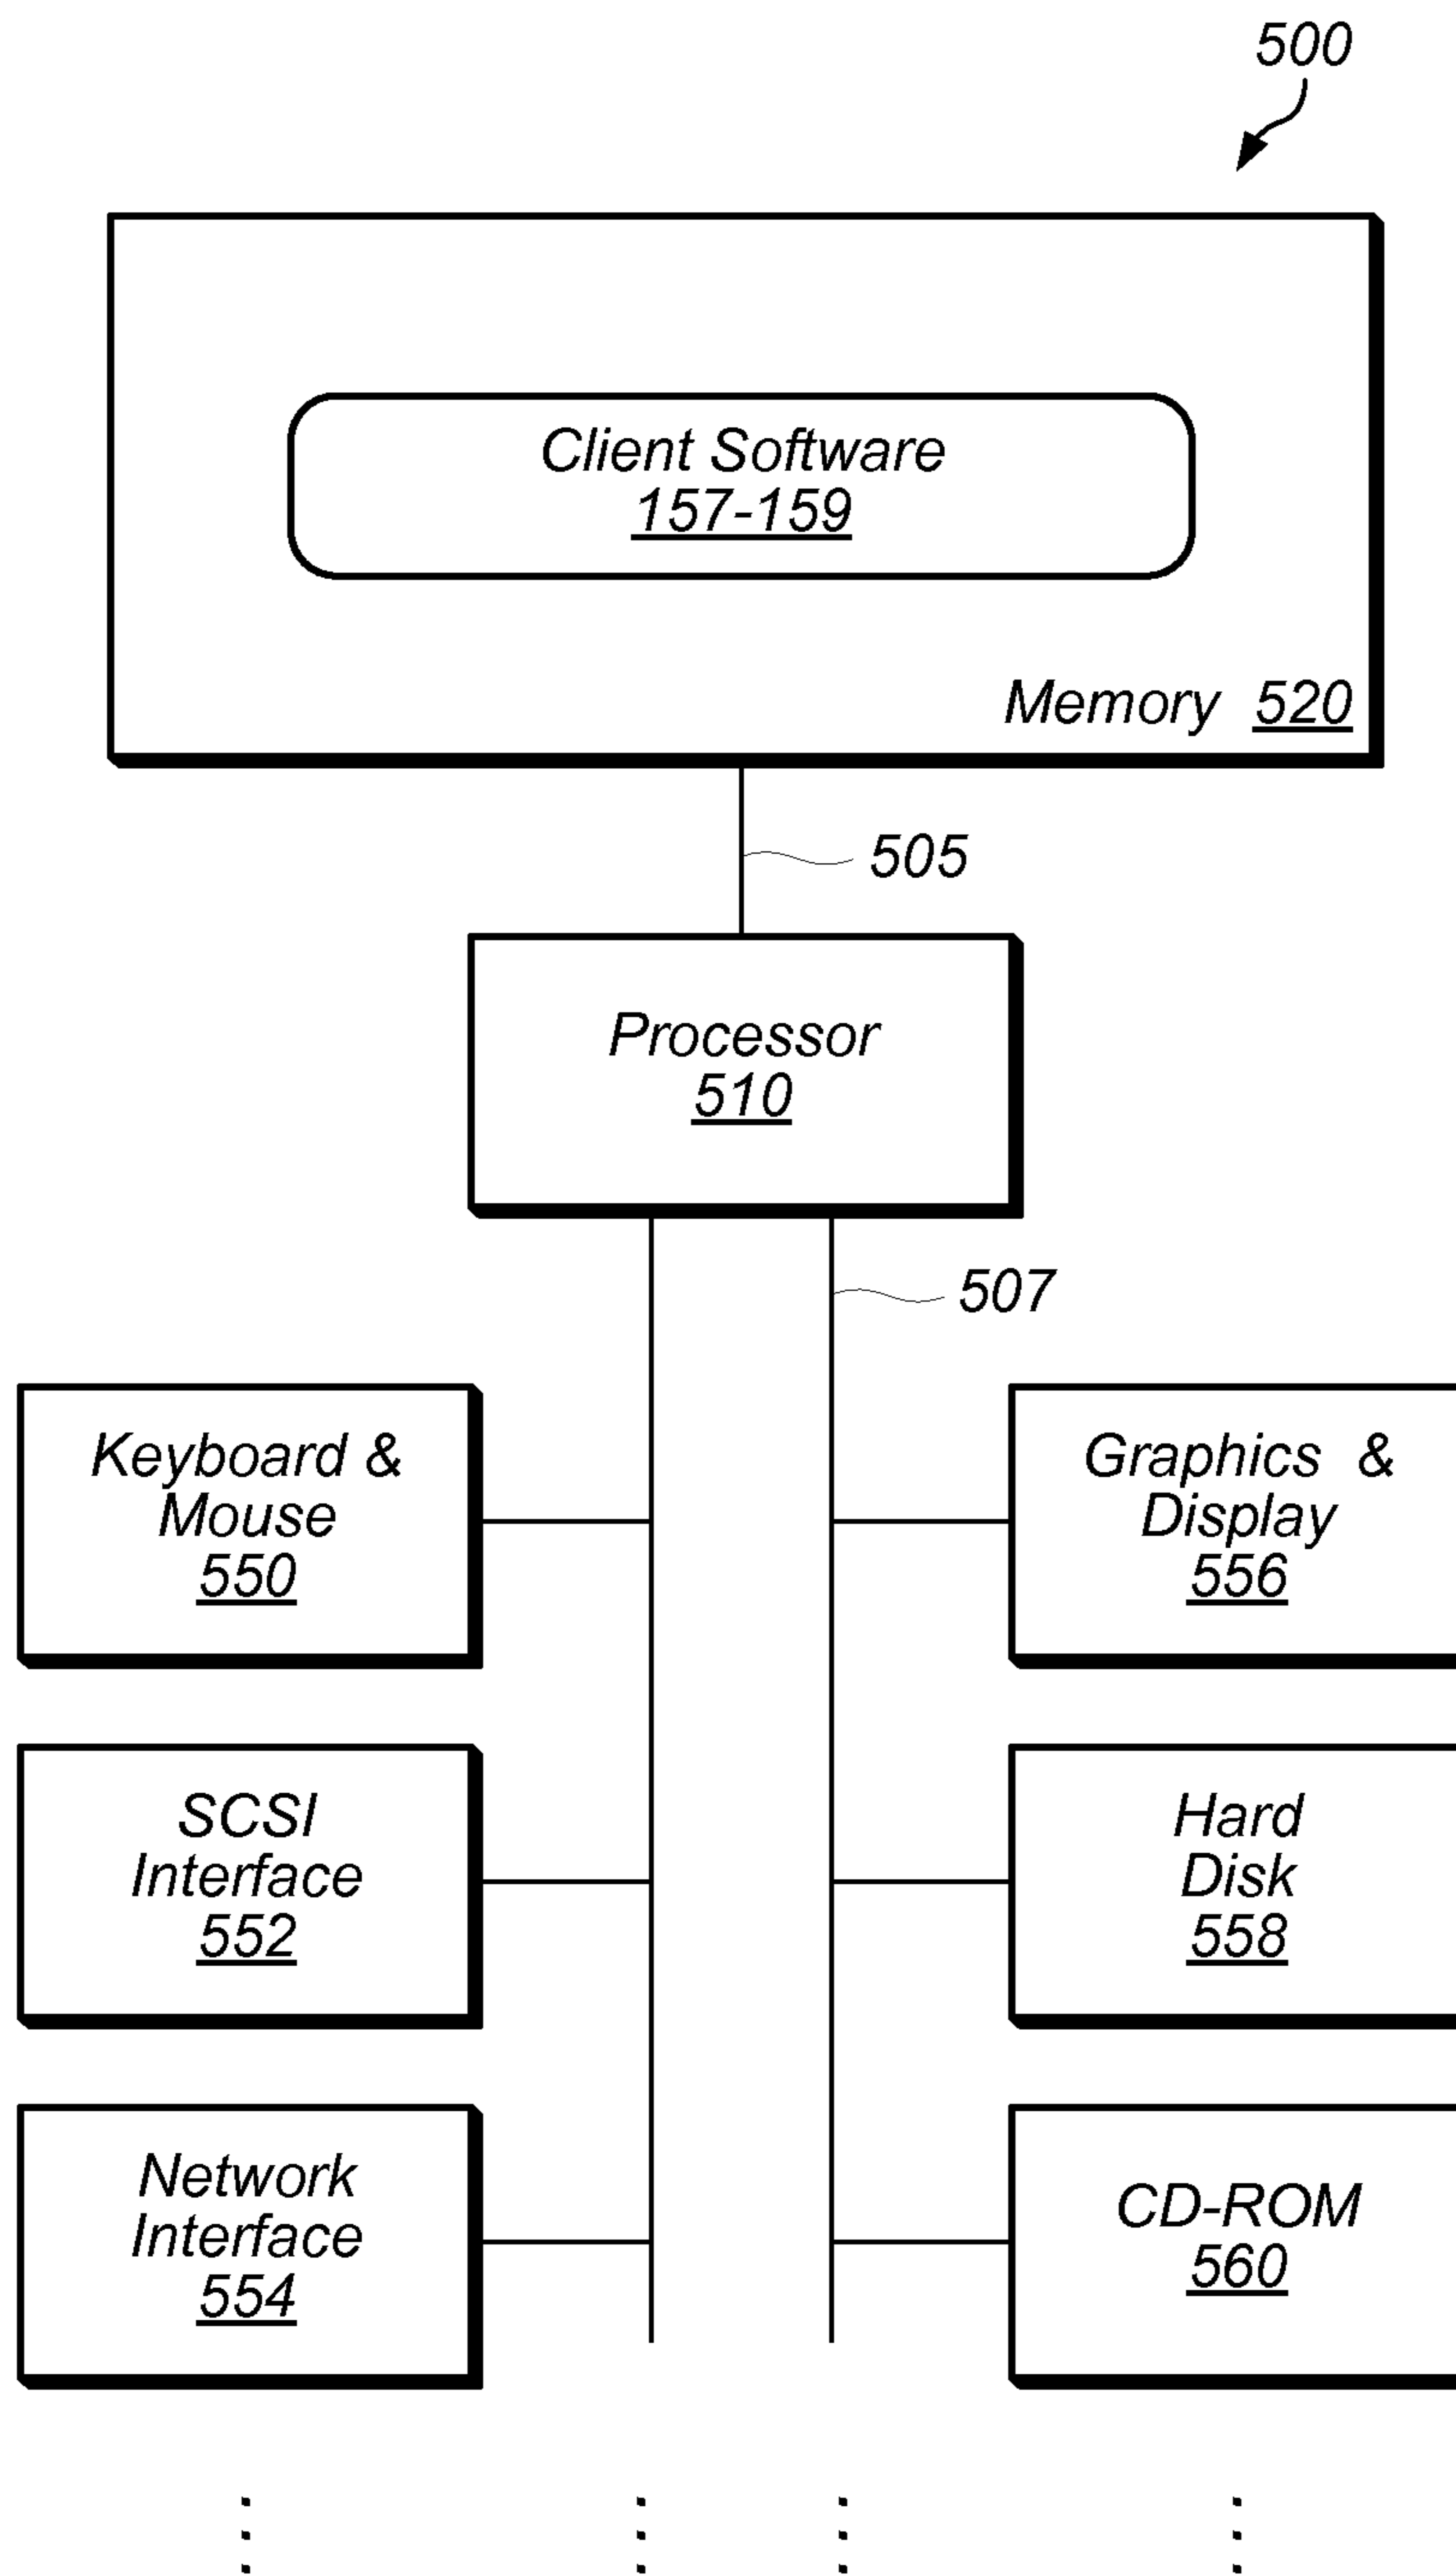 500
Client Software
157-159
Memory 520
505
Processor
510
507
Keyboard &
Mouse
550
Graphics &
Display
556
SCSI
Interface
552
Hard
Disk
558
Network
Interface
554
CD-ROM
560